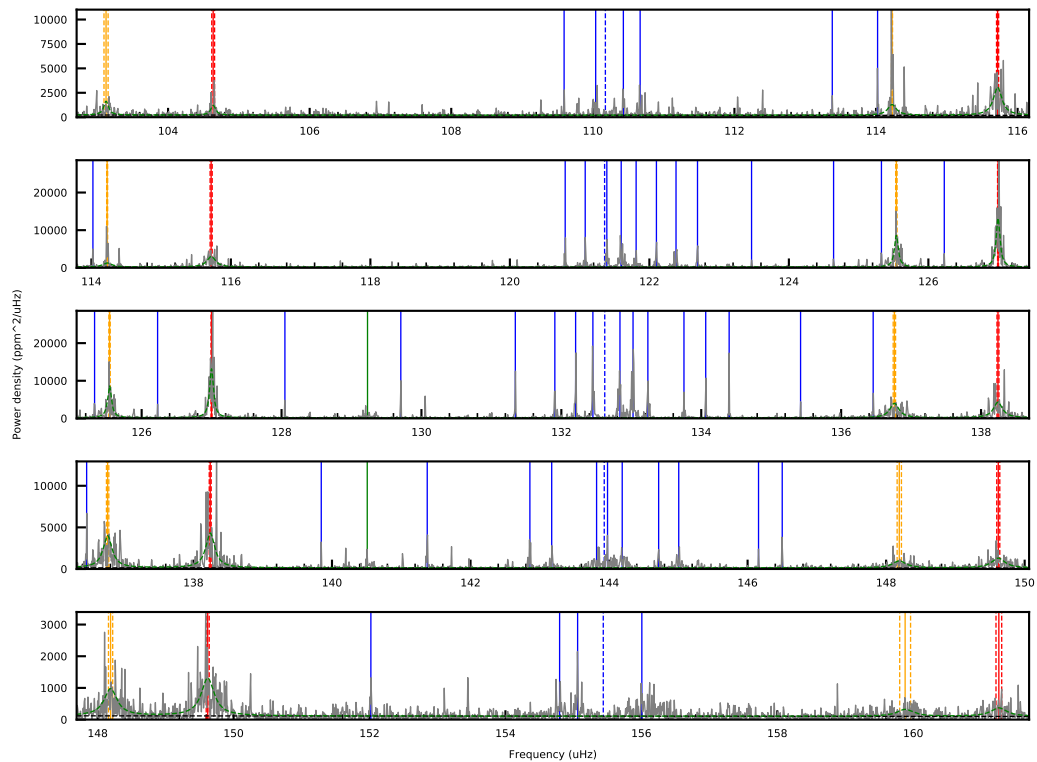 10000
7500
5000
2500
0
104 106 108 110 112 114 116
20000
10000
0
114 116 118 120 122 124 126
20000
10000
0
126 128 130 132 134 136 138
Power density (ppm^2/uHz)
10000
5000
0
138 140 142 144 146 148 150
3000
2000
1000
0
148 150 152 154 156 158 160
Frequency (uHz)